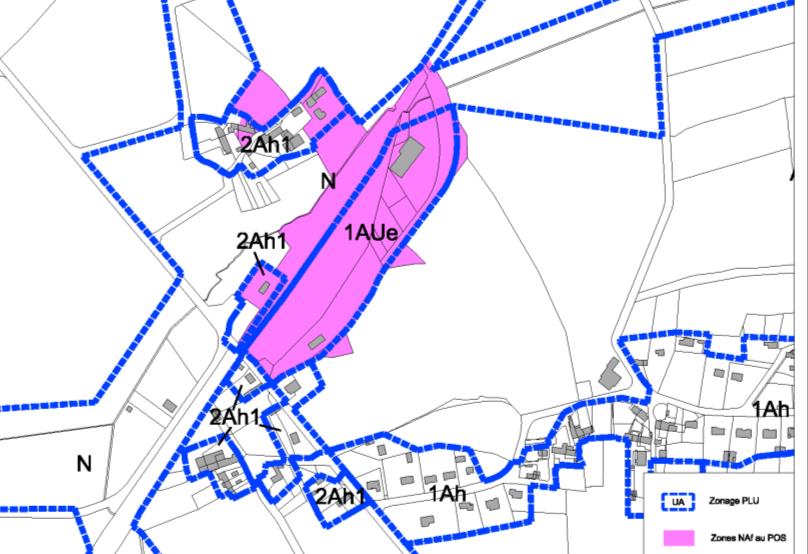 2Ah1
N
1AUe
2Ah1
2Ah1
1Ah
N
2Ah1
1Ah
UA Zonage PLU
Zones NAf au POS